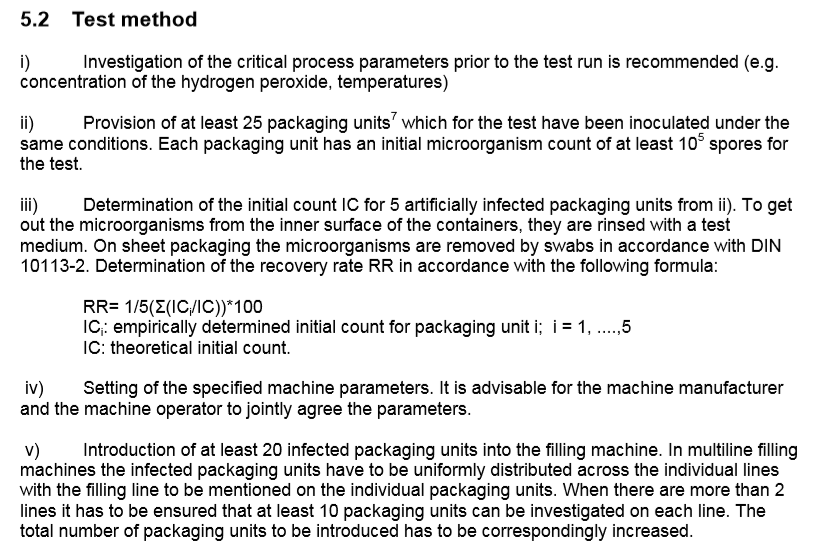 5.2 Test method
i) Investigation of the critical process parameters prior to the test run is recommended (e.g.
concentration of the hydrogen peroxide, temperatures)
ii) Provision of at least 25 packaging units⁷ which for the test have been inoculated under the
same conditions. Each packaging unit has an initial microorganism count of at least 10⁵ spores for
the test.
iii) Determination of the initial count IC for 5 artificially infected packaging units from ii). To get
out the microorganisms from the inner surface of the containers, they are rinsed with a test
medium. On sheet packaging the microorganisms are removed by swabs in accordance with DIN
10113-2. Determination of the recovery rate RR in accordance with the following formula:
RR= 1/5(Σ(ICᵢ/IC))*100
ICᵢ: empirically determined initial count for packaging unit i; i = 1, ....,5
IC: theoretical initial count.
iv) Setting of the specified machine parameters. It is advisable for the machine manufacturer
and the machine operator to jointly agree the parameters.
v) Introduction of at least 20 infected packaging units into the filling machine. In multiline filling
machines the infected packaging units have to be uniformly distributed across the individual lines
with the filling line to be mentioned on the individual packaging units. When there are more than 2
lines it has to be ensured that at least 10 packaging units can be investigated on each line. The
total number of packaging units to be introduced has to be correspondingly increased.